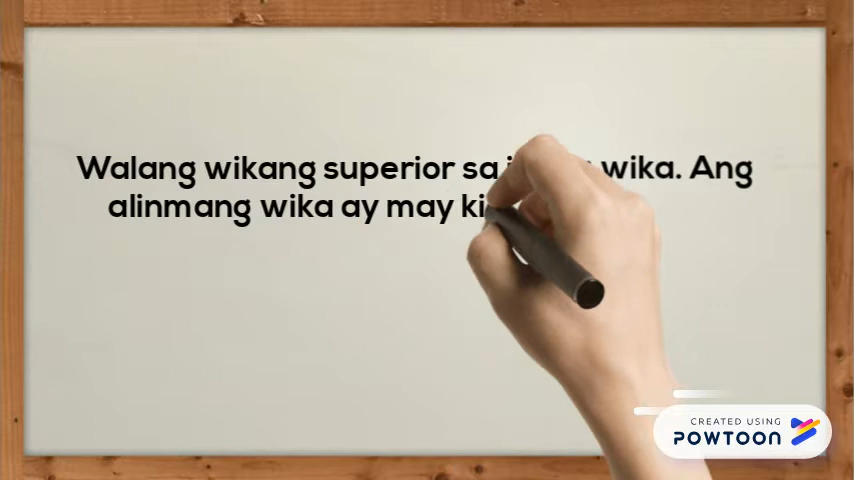 Walang wikang superior sa wika. Ang
alinmang wika ay may
CREATED USING
POWTOON